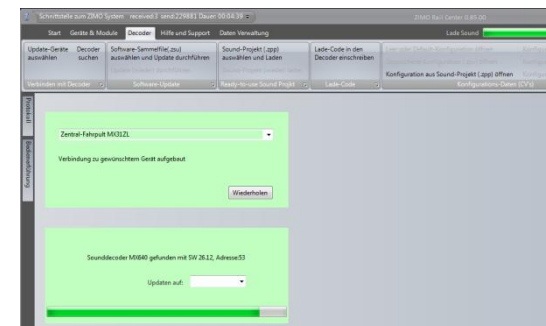 Schnittstelle zum ZIMO System received:3 send:229881 Dauer: 00:04:39
ZIMO Rail Center 0.85.00
Start Geräte & Module Decoder Hilfe und Support Daten Verwaltung
Lade Sound
Update-Geräte auswählen
Decoder suchen
Software-Sammelfile(.zsu) auswählen und Update durchführen
Sound-Projekt (.zpp) auswählen und Laden
Lade-Code in den Decoder einschreiben
Konfiguration aus Sound-Projekt (.zpp) öffnen
Verbinden mit Decoder
Software-Update
Ready-to-use Sound Projkt
Lade-Code
Konfigurations-Daten (CV's)
Protokoll
Bedienerführung
Zentral-Fahrpult MX31ZL
Verbindung zu gewünschtem Gerät aufgebaut
Wiederholen
Sounddecoder MX640 gefunden mit SW 26.12, Adresse:53
Updaten auf: